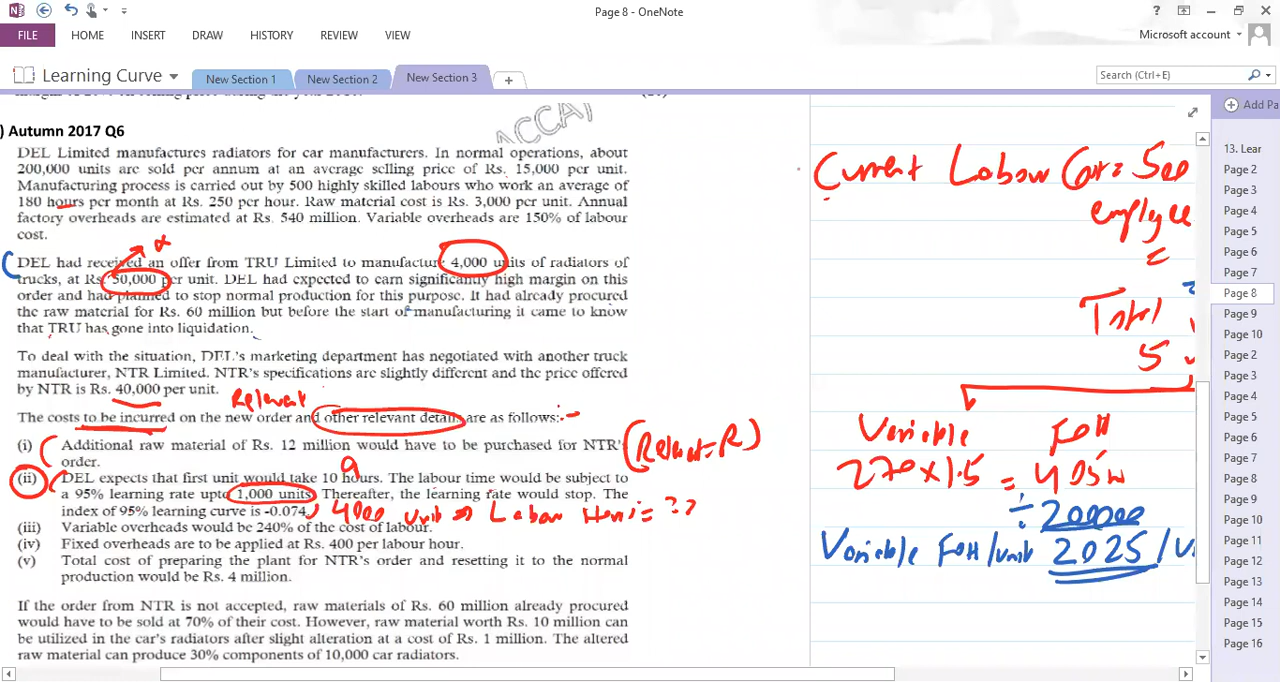 Page 8 - OneNote
FILE HOME INSERT DRAW HISTORY REVIEW VIEW
Microsoft account
Learning Curve New Section 1 New Section 2 New Section 3 +
Search (Ctrl+E)
Add Pa
) Autumn 2017 Q6
DEL Limited manufactures radiators for car manufacturers. In normal operations, about
200,000 units are sold per annum at an average selling price of Rs. 15,000 per unit.
Manufacturing process is carried out by 500 highly skilled labours who work an average of
180 hours per month at Rs. 250 per hour. Raw material cost is Rs. 3,000 per unit. Annual
factory overheads are estimated at Rs. 540 million. Variable overheads are 150% of labour
cost.
DEL had received an offer from TRU Limited to manufacture 4,000 units of radiators of
trucks, at Rs. 50,000 per unit. DEL had expected to earn significantly high margin on this
order and had planned to stop normal production for this purpose. It had already procured
the raw material for Rs. 60 million but before the start of manufacturing it came to know
that TRU has gone into liquidation.
To deal with the situation, DEL's marketing department has negotiated with another truck
manufacturer, NTR Limited. NTR's specifications are slightly different and the price offered
by NTR is Rs. 40,000 per unit.
Relevant
The costs to be incurred on the new order and other relevant details are as follows:
(i) Additional raw material of Rs. 12 million would have to be purchased for NTR's
order.
(Relevant = R)
a
(ii) DEL expects that first unit would take 10 hours. The labour time would be subject to
a 95% learning rate upto 1,000 units. Thereafter, the learning rate would stop. The
index of 95% learning curve is -0.074.
4000 units Labour Hours = ??
(iii) Variable overheads would be 240% of the cost of labour.
(iv) Fixed overheads are to be applied at Rs. 400 per labour hour.
(v) Total cost of preparing the plant for NTR's order and resetting it to the normal
production would be Rs. 4 million.
If the order from NTR is not accepted, raw materials of Rs. 60 million already procured
would have to be sold at 70% of their cost. However, raw material worth Rs. 10 million can
be utilized in the car's radiators after slight alteration at a cost of Rs. 1 million. The altered
raw material can produce 30% components of 10,000 car radiators.
Current Labour Cost = 500
employee
=
Total
Variable FOH
270 x 1.5 = 405m
÷ 200000
Variable FOH/unit 2025/
13. Lear
Page 2
Page 3
Page 4
Page 5
Page 6
Page 7
Page 8
Page 9
Page 10
Page 2
Page 3
Page 4
Page 5
Page 6
Page 7
Page 8
Page 9
Page 10
Page 11
Page 12
Page 13
Page 14
Page 15
Page 16